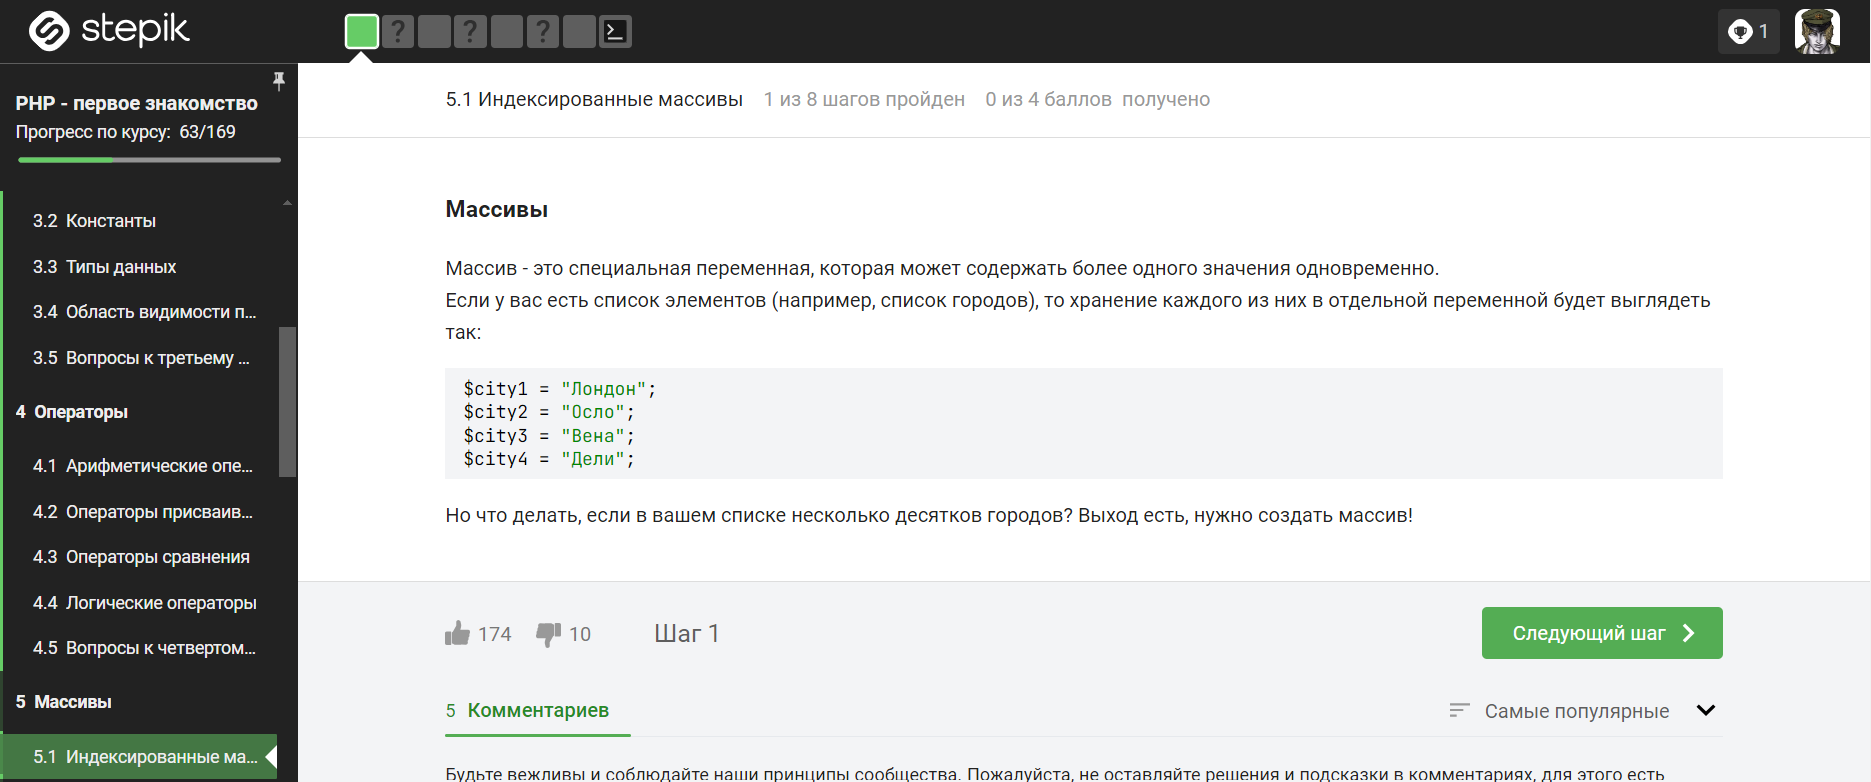 stepik
?
?
?
1
PHP - первое знакомство
Прогресс по курсу: 63/169
3.2 Константы
3.3 Типы данных
3.4 Область видимости п...
3.5 Вопросы к третьему ...
4 Операторы
4.1 Арифметические опе...
4.2 Операторы присваив...
4.3 Операторы сравнения
4.4 Логические операторы
4.5 Вопросы к четвертом...
5 Массивы
5.1 Индексированные ма...
5.1 Индексированные массивы 1 из 8 шагов пройден 0 из 4 баллов получено
Массивы
Массив - это специальная переменная, которая может содержать более одного значения одновременно.
Если у вас есть список элементов (например, список городов), то хранение каждого из них в отдельной переменной будет выглядеть
так:
$city1 = "Лондон";
$city2 = "Осло";
$city3 = "Вена";
$city4 = "Дели";
Но что делать, если в вашем списке несколько десятков городов? Выход есть, нужно создать массив!
174 10 Шаг 1 Следующий шаг
5 Комментариев Самые популярные
Будьте вежливы и соблюдайте наши принципы сообщества. Пожалуйста, не оставляйте решения и подсказки в комментариях, для этого есть